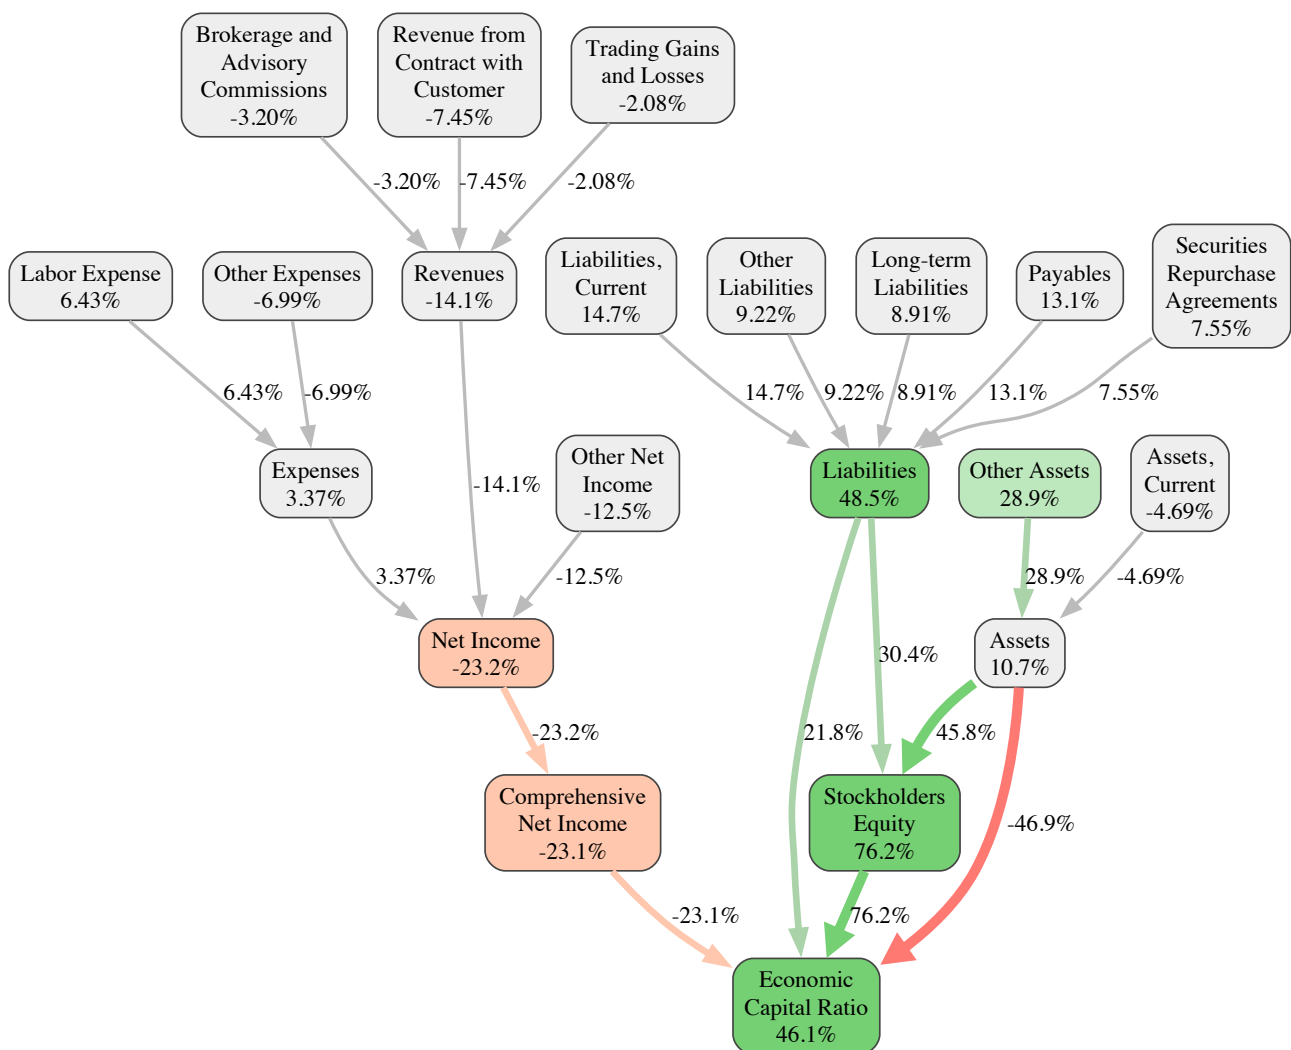 Brokerage and
Advisory
Commissions
-3.20%
Revenue from
Contract with
Customer
-7.45%
Trading Gains
and Losses
-2.08%
-3.20%
-7.45%
-2.08%
Labor Expense
6.43%
Other Expenses
-6.99%
Revenues
-14.1%
Liabilities,
Current
14.7%
Other
Liabilities
9.22%
Long-term
Liabilities
8.91%
Payables
13.1%
Securities
Repurchase
Agreements
7.55%
6.43%
-6.99%
14.7%
9.22%
8.91%
13.1%
7.55%
Expenses
3.37%
-14.1%
Other Net
Income
-12.5%
Liabilities
48.5%
Other Assets
28.9%
Assets,
Current
-4.69%
3.37%
-12.5%
28.9%
-4.69%
Net Income
-23.2%
30.4%
Assets
10.7%
-23.2%
21.8%
45.8%
Comprehensive
Net Income
-23.1%
Stockholders
Equity
76.2%
-46.9%
-23.1%
76.2%
Economic
Capital Ratio
46.1%